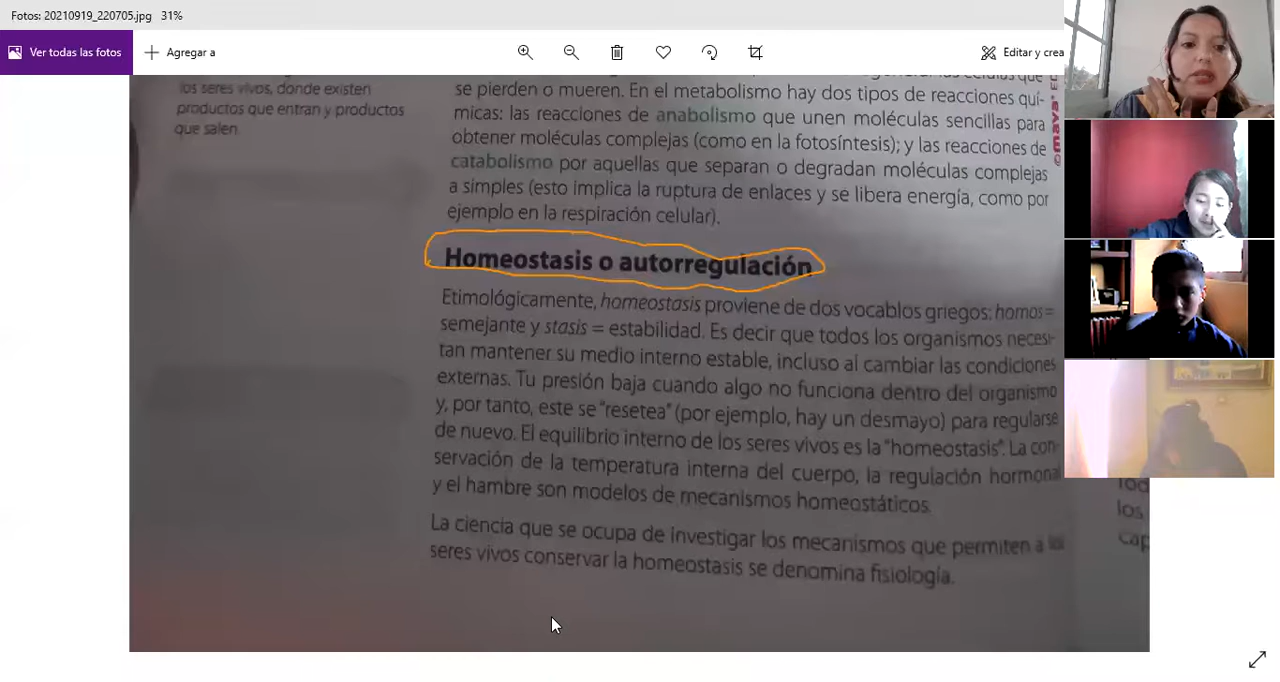 Fotos: 20210919_220705.jpg 31%
Ver todas las fotos
Agregar a
Editar y crea
los seres vivos, donde existen
productos que entran y productos
que salen.
se pierden o mueren. En el metabolismo hay dos tipos de reacciones quí-
micas: las reacciones de anabolismo que unen moléculas sencillas para
obtener moléculas complejas (como en la fotosíntesis); y las reacciones de
catabolismo por aquellas que separan o degradan moléculas complejas
a simples (esto implica la ruptura de enlaces y se libera energía, como por
ejemplo en la respiración celular).
Homeostasis o autorregulación
Etimológicamente, homeostasis proviene de dos vocablos griegos: homos =
semejante y stasis = estabilidad. Es decir que todos los organismos necesi-
tan mantener su medio interno estable, incluso al cambiar las condiciones
externas. Tu presión baja cuando algo no funciona dentro del organismo
y, por tanto, este se "resetea" (por ejemplo, hay un desmayo) para regularse
de nuevo. El equilibrio interno de los seres vivos es la "homeostasis". La con-
servación de la temperatura interna del cuerpo, la regulación hormonal
y el hambre son modelos de mecanismos homeostáticos.
La ciencia que se ocupa de investigar los mecanismos que permiten a los
seres vivos conservar la homeostasis se denomina fisiología.
©maya
los
cap